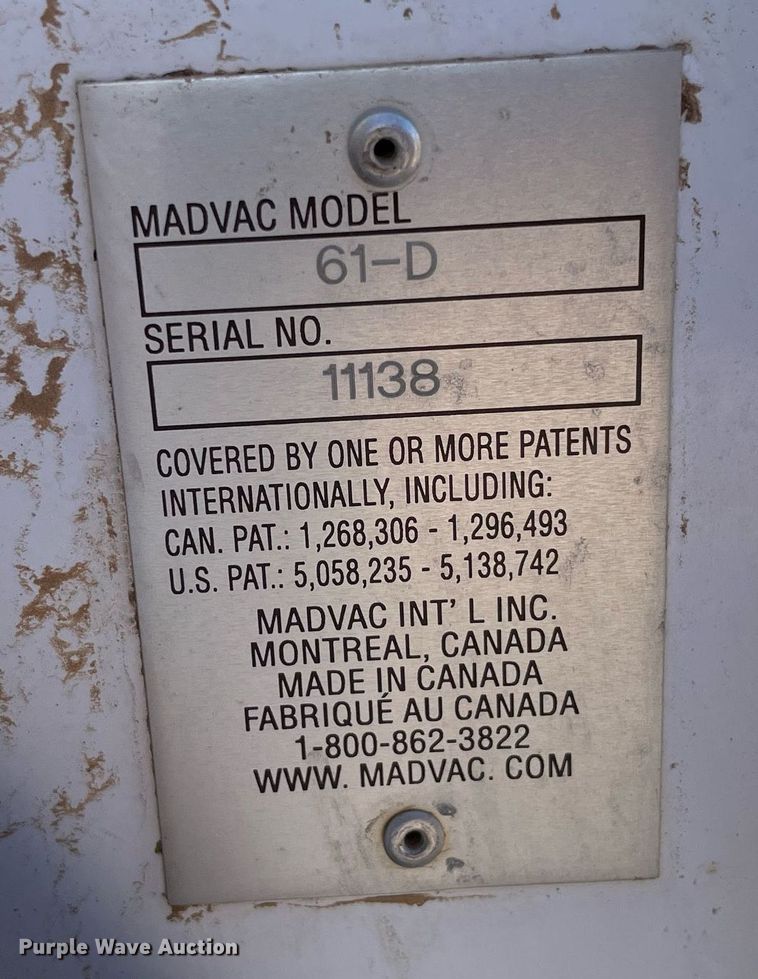 MADVAC MODEL
61-D
SERIAL NO.
11138
COVERED BY ONE OR MORE PATENTS
INTERNATIONALLY, INCLUDING:
CAN. PAT.: 1,268,306 - 1,296,493
U.S. PAT.: 5,058,235 - 5,138,742
MADVAC INT' L INC.
MONTREAL, CANADA
MADE IN CANADA
FABRIQUÉ AU CANADA
1-800-862-3822
WWW. MADVAC. COM
Purple Wave Auction